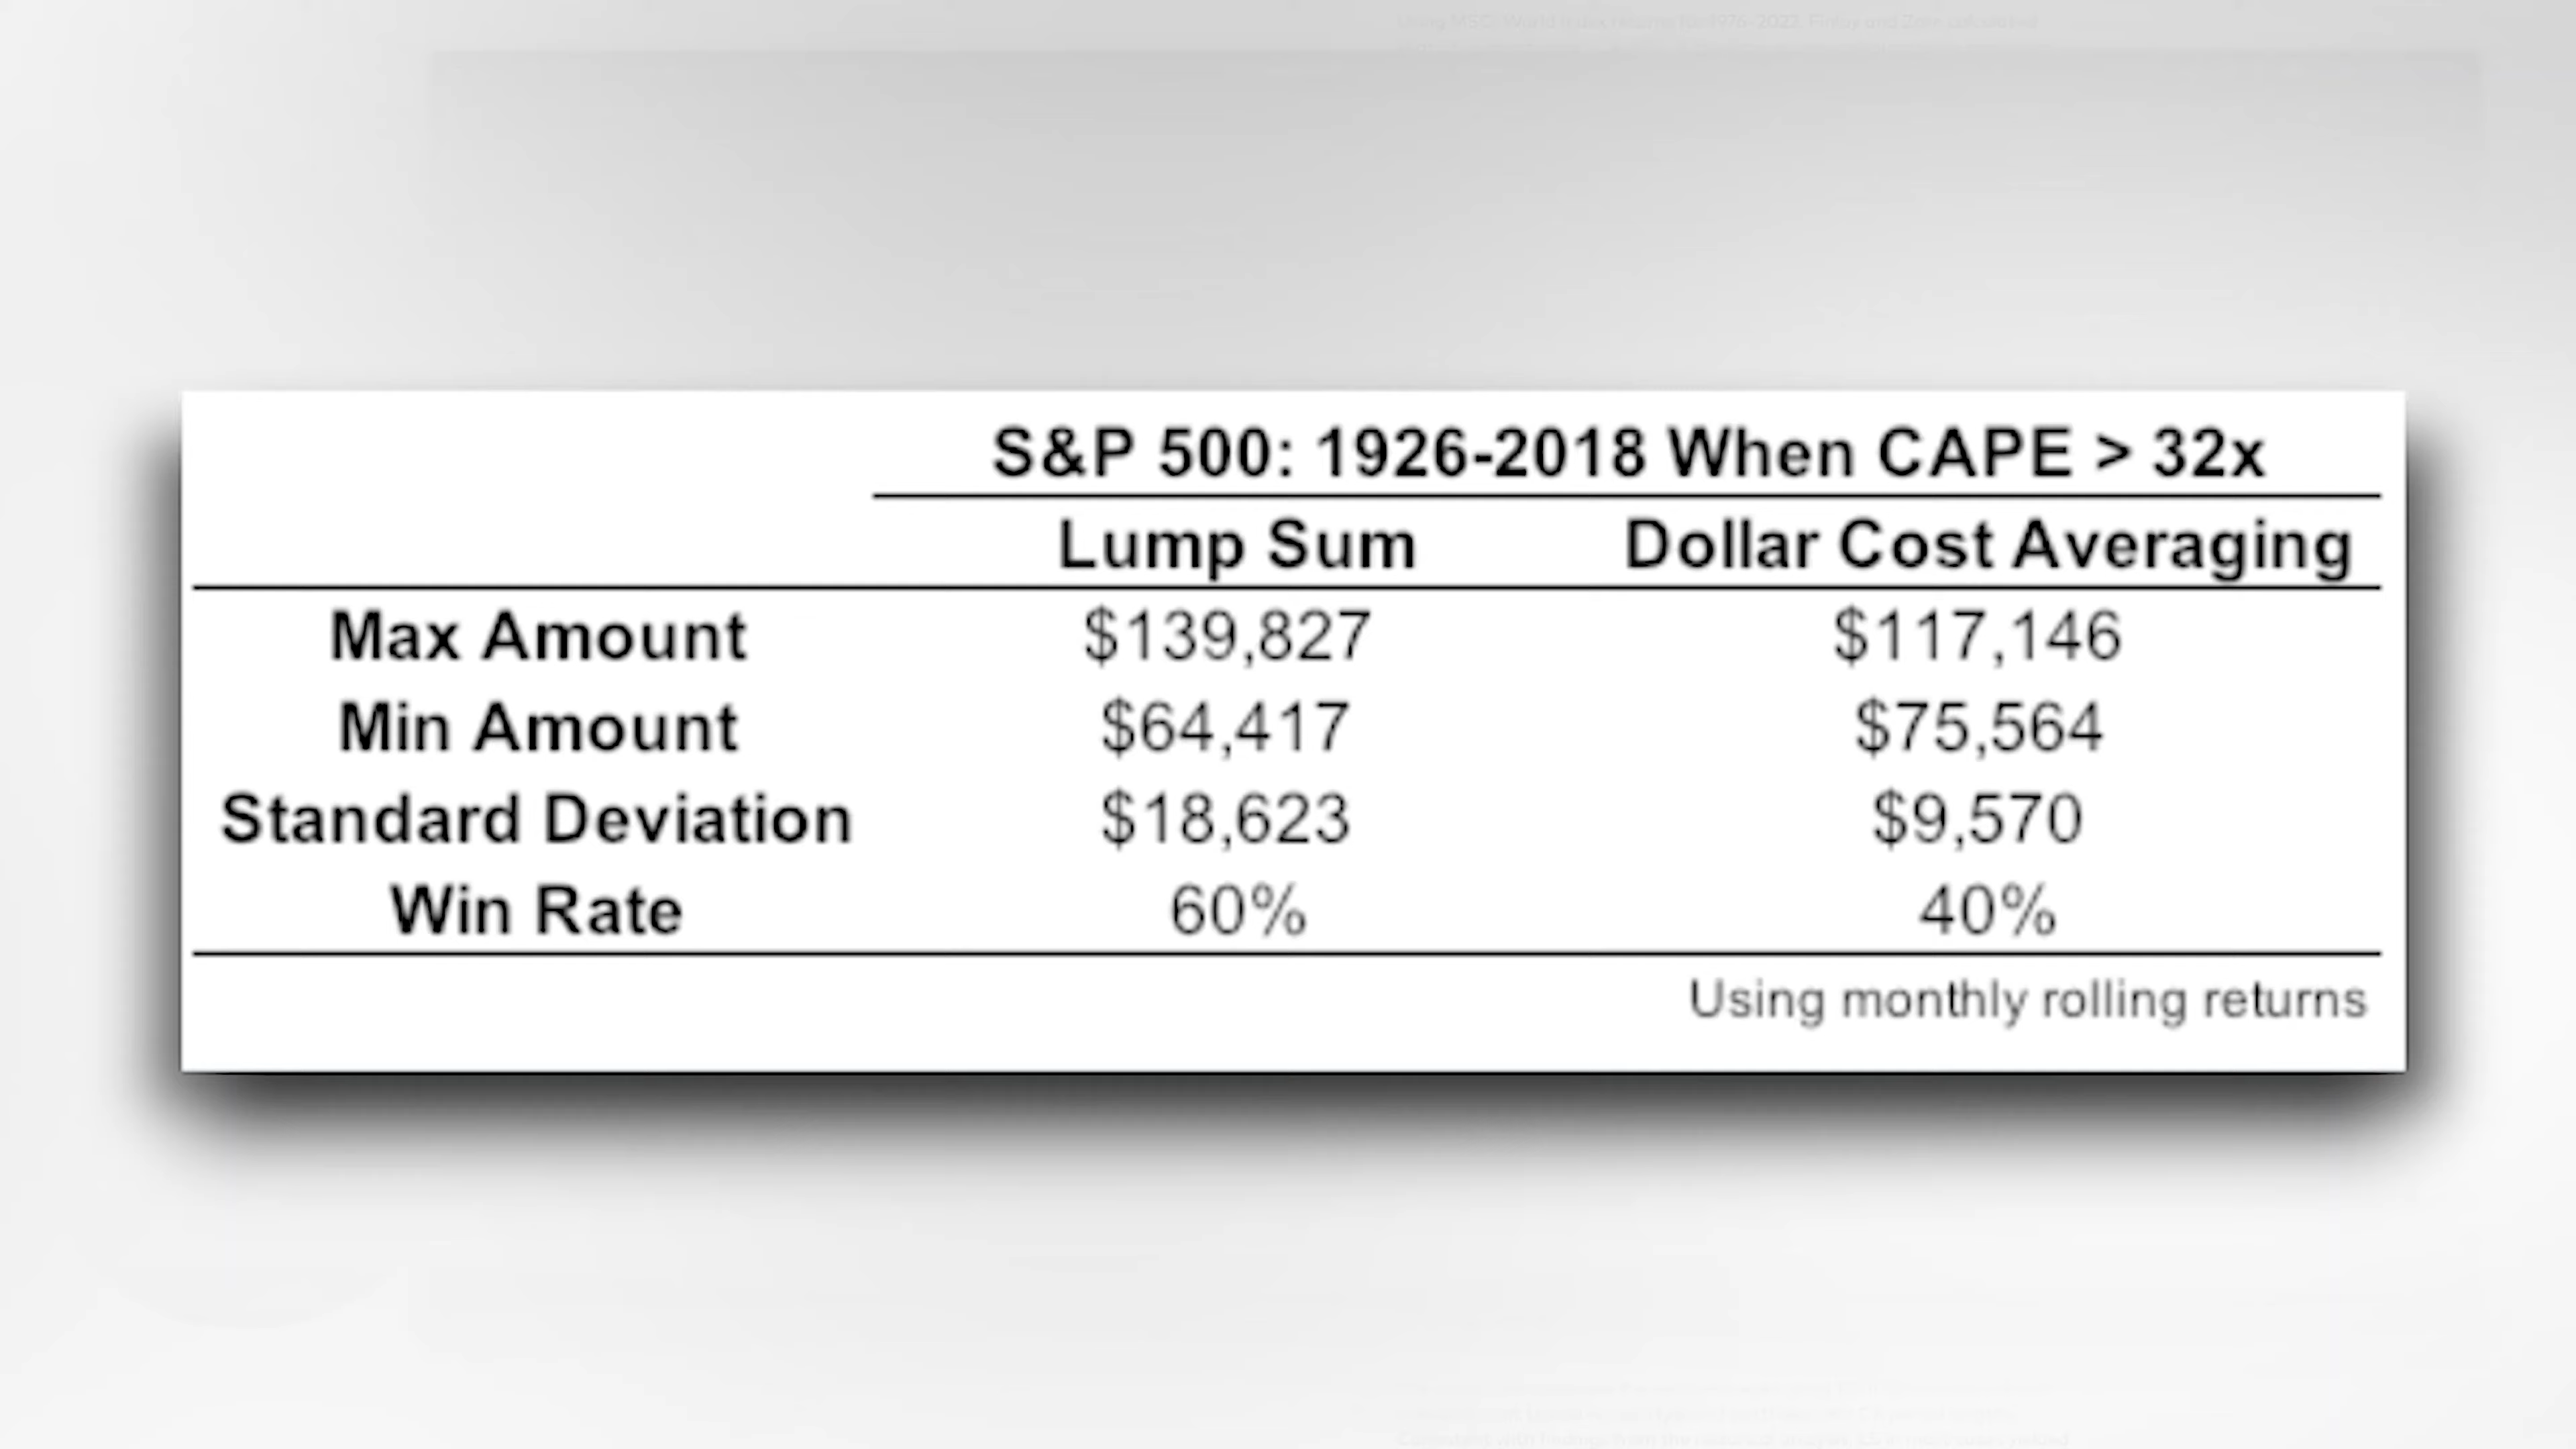 S&P 500: 1926-2018 When CAPE > 32x
Lump Sum Dollar Cost Averaging
Max Amount $139,827 $117,146
Min Amount $64,417 $75,564
Standard Deviation $18,623 $9,570
Win Rate 60% 40%
Using monthly rolling returns